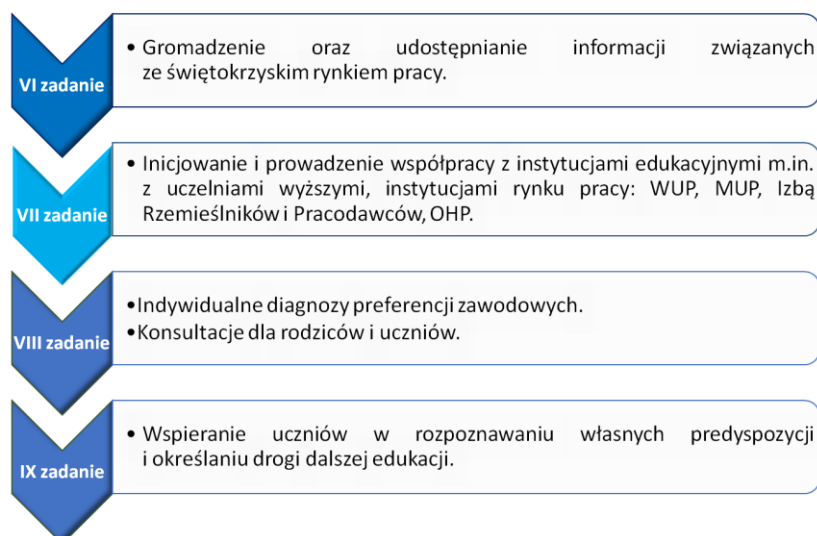 VI zadanie
• Gromadzenie oraz udostępnianie informacji związanych
ze świętokrzyskim rynkiem pracy.
VII zadanie
• Inicjowanie i prowadzenie współpracy z instytucjami edukacyjnymi m.in.
z uczelniami wyższymi, instytucjami rynku pracy: WUP, MUP, Izbą
Rzemieślników i Pracodawców, OHP.
VIII zadanie
•Indywidualne diagnozy preferencji zawodowych.
•Konsultacje dla rodziców i uczniów.
IX zadanie
• Wspieranie uczniów w rozpoznawaniu własnych predyspozycji
i określaniu drogi dalszej edukacji.